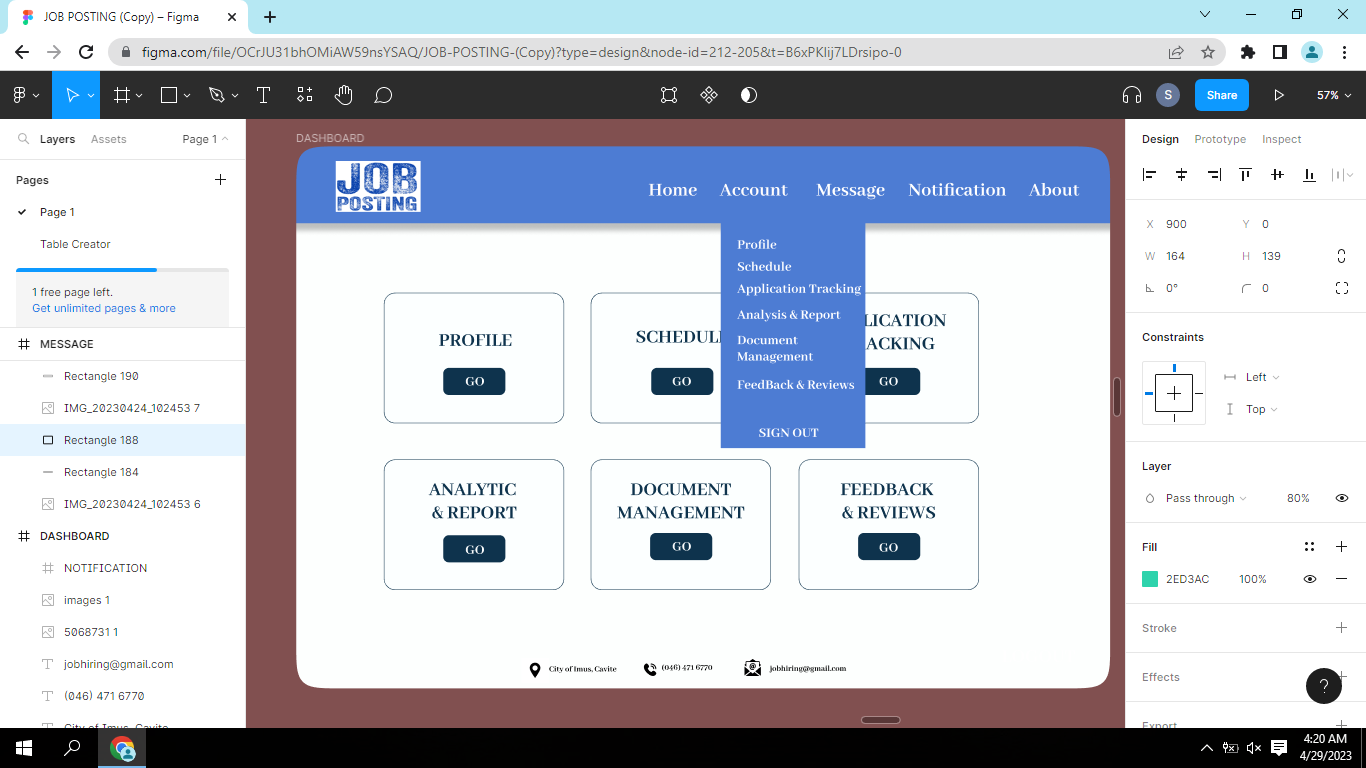 JOB POSTING (Copy) – Figma
figma.com/file/OCrJU31bhOMiAW59nsYSAQ/JOB-POSTING-(Copy)?type=design&node-id=212-205&t=B6xPKIij7LDrsipo-0
S
Share
57%
Layers
Assets
Page 1
Pages
Page 1
Table Creator
1 free page left.
Get unlimited pages & more
MESSAGE
Rectangle 190
IMG_20230424_102453 7
Rectangle 188
Rectangle 184
IMG_20230424_102453 6
DASHBOARD
NOTIFICATION
images 1
5068731 1
jobhiring@gmail.com
(046) 471 6770
City of Imus, Cavite
DASHBOARD
JOB
POSTING
Home
Account
Message
Notification
About
Profile
Schedule
Application Tracking
Analysis & Report
Document
Management
FeedBack & Reviews
SIGN OUT
PROFILE
GO
SCHEDUL
GO
LICATION
ACKING
GO
ANALYTIC
& REPORT
GO
DOCUMENT
MANAGEMENT
GO
FEEDBACK
& REVIEWS
GO
City of Imus, Cavite
(046) 471 6770
jobhiring@gmail.com
Design
Prototype
Inspect
X 900
Y 0
W 164
H 139
0°
0
Constraints
Left
Top
Layer
Pass through
80%
Fill
2ED3AC
100%
Stroke
Effects
Export
?
4:20 AM
4/29/2023